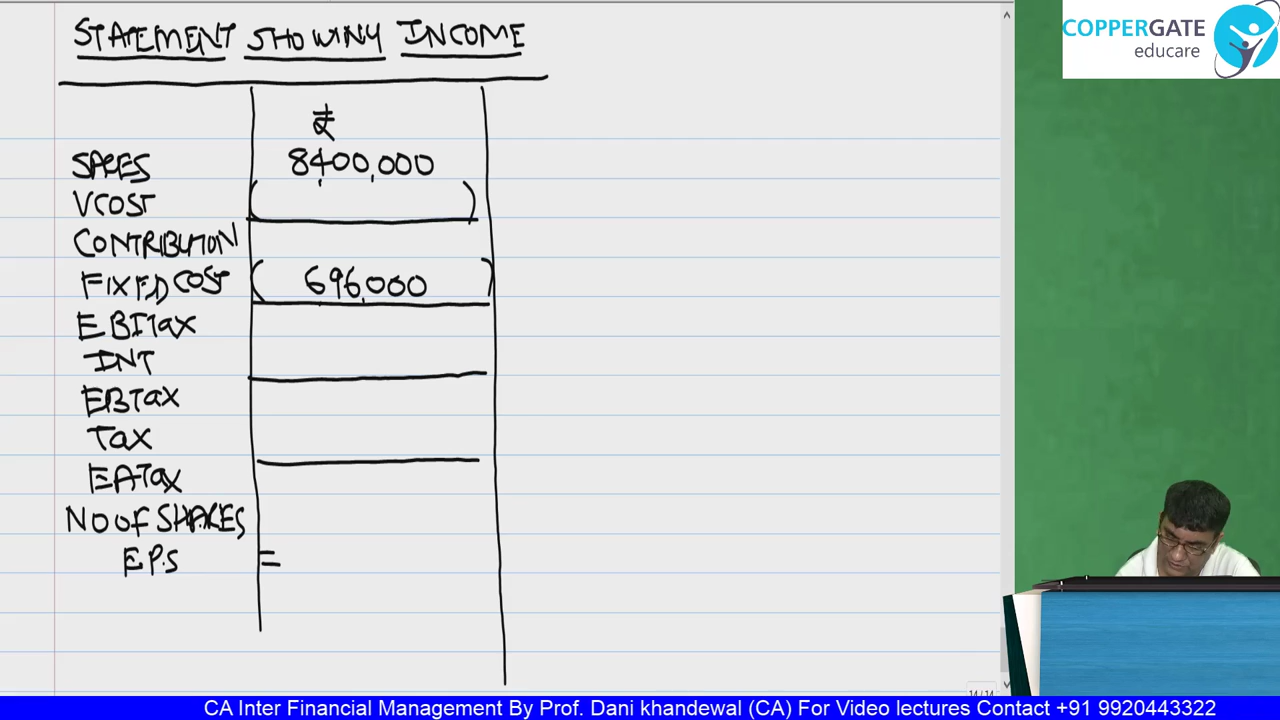 STATEMENT SHOWING INCOME
₹
SALES 8400,000
VCOST ( )
CONTRIBUTION
FIXED COST ( 696,000 )
EBITax
INT
EBTax
Tax
EATax
NO OF SHARES
EPS =
COPPERGATE
educare
14 / 14
CA Inter Financial Management By Prof. Dani khandewal (CA) For Video lectures Contact +91 9920443322